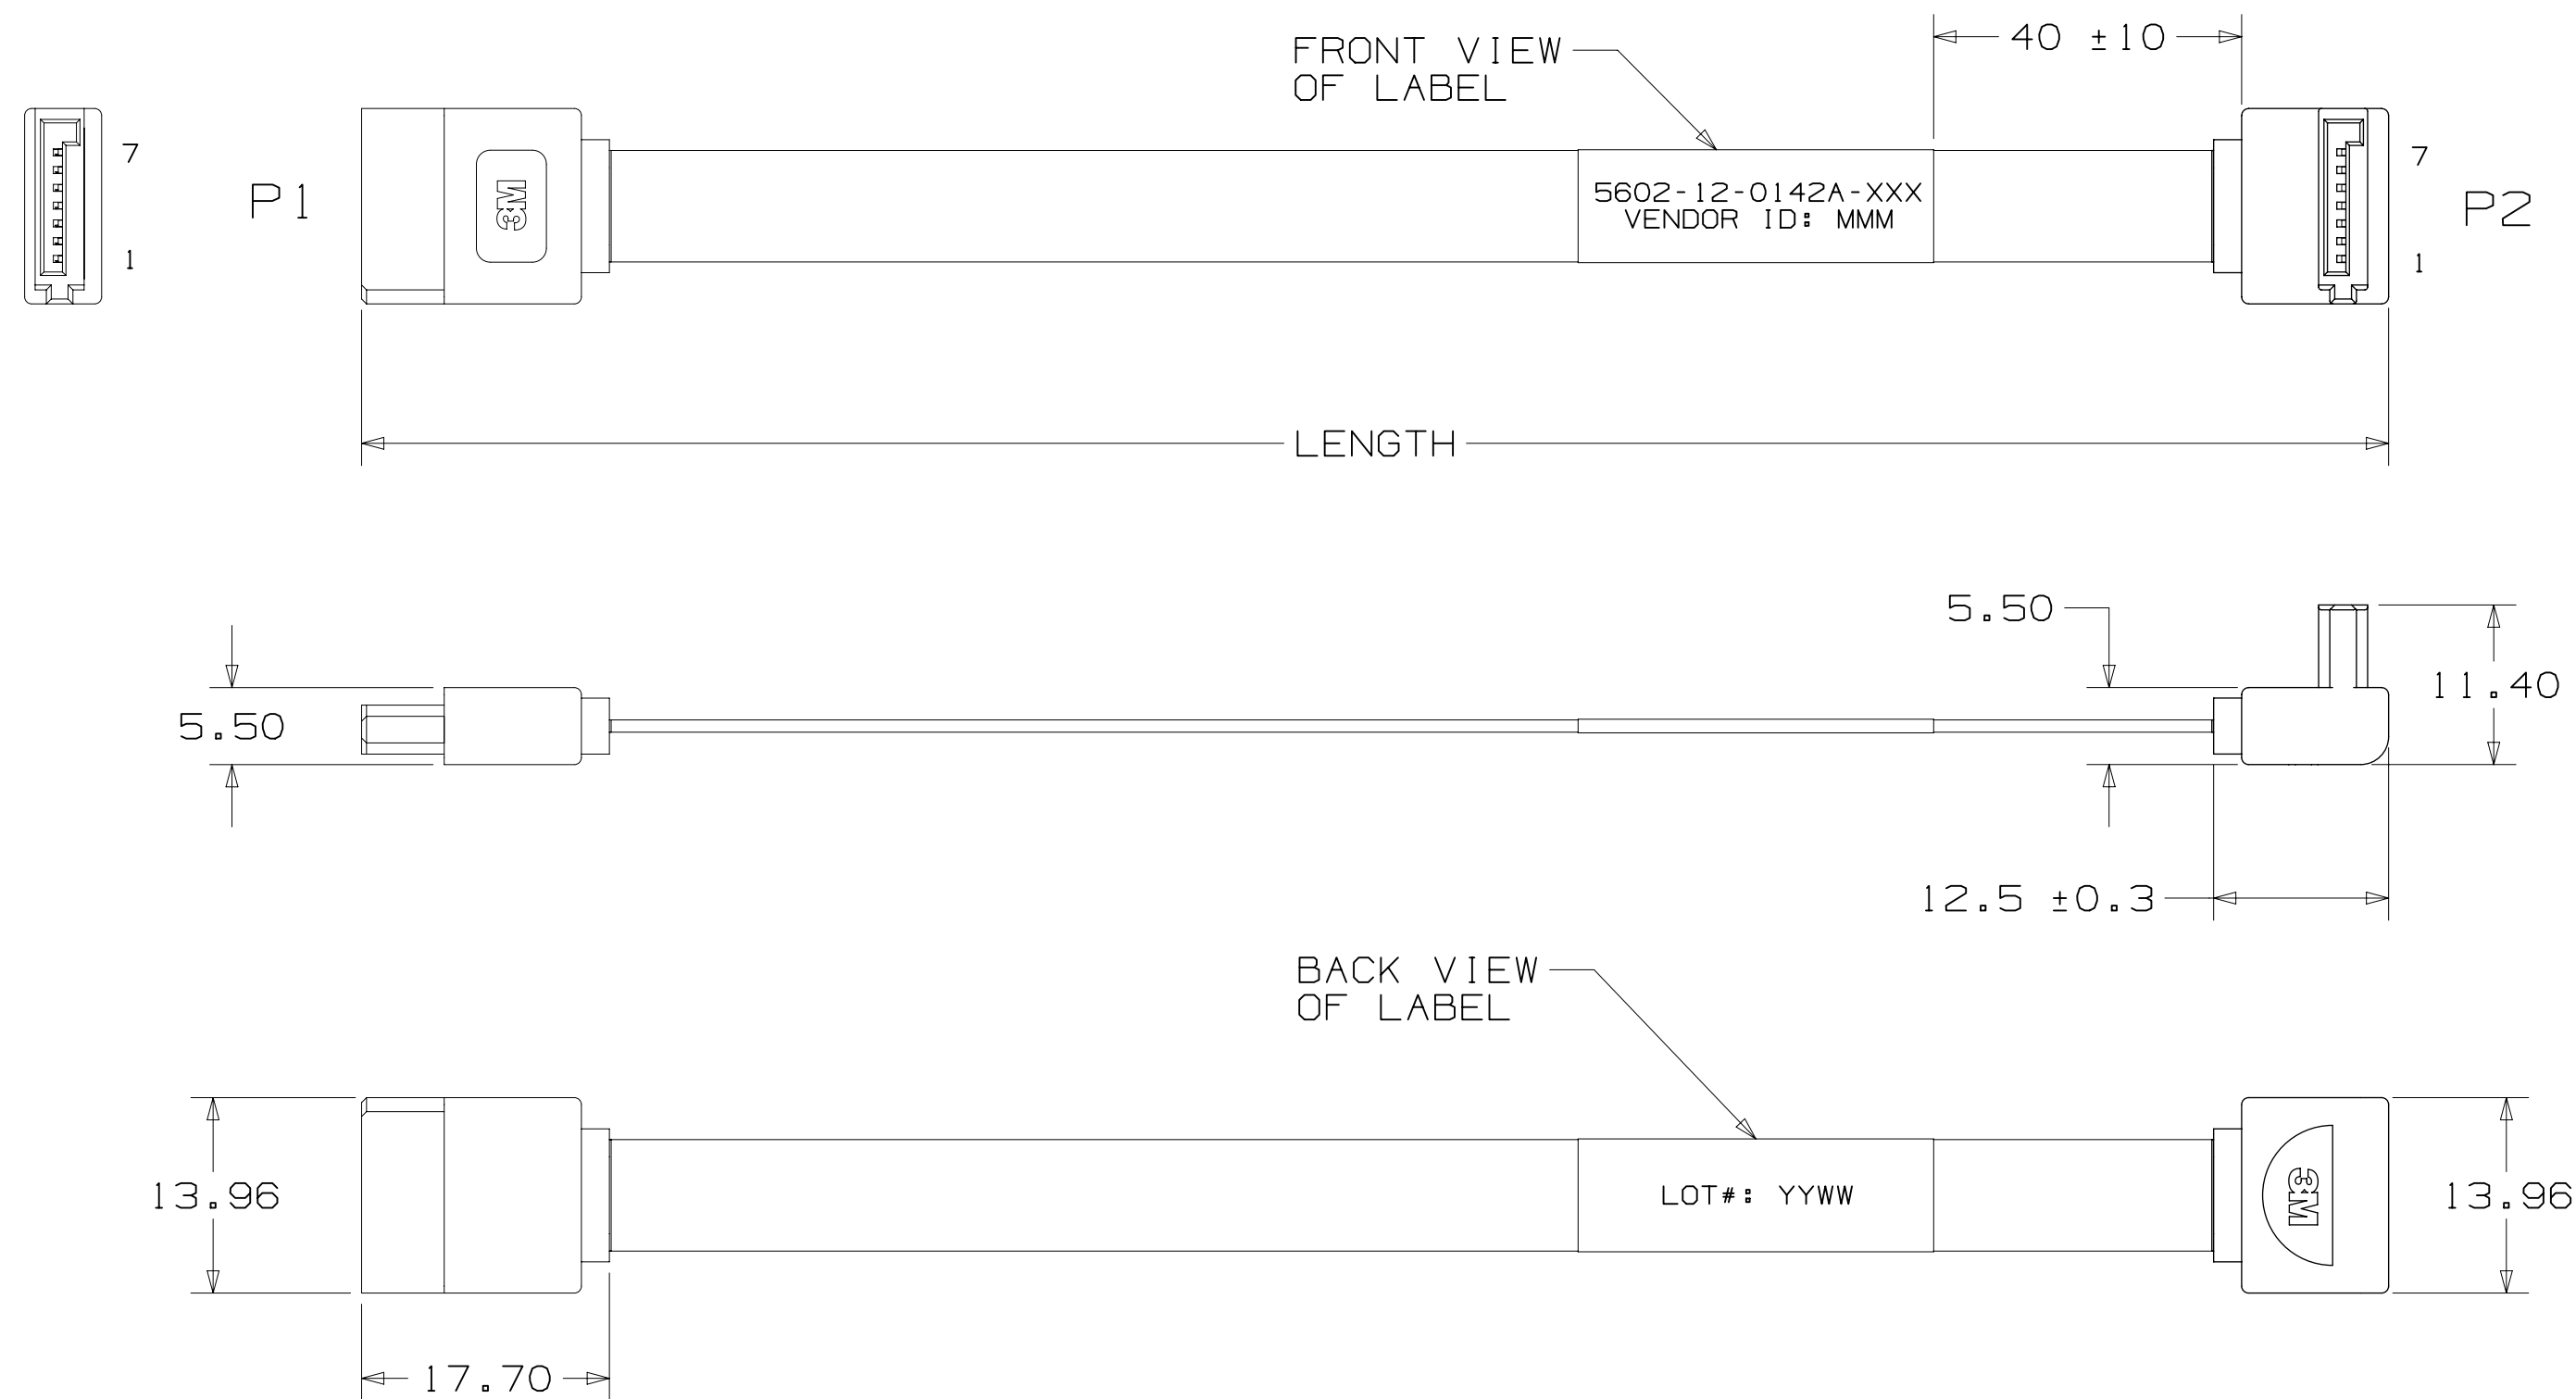 FRONT VIEW
OF LABEL
40 ±10
7
1
P1
3M
5602-12-0142A-XXX
VENDOR ID: MMM
7
1
P2
LENGTH
5.50
5.50
11.40
12.5 ±0.3
BACK VIEW
OF LABEL
13.96
LOT#: YYWW
3M
13.96
17.70